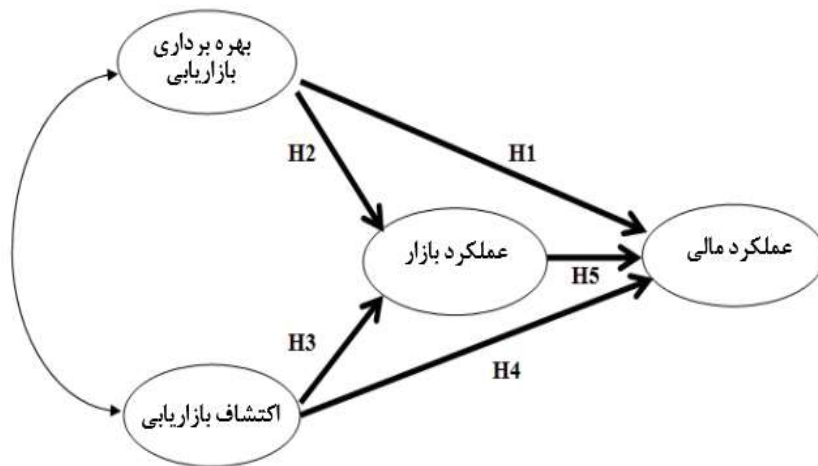 بهره برداری
بازاریابی
H1
H2
عملکرد بازار
عملکرد مالی
H5
H3
H4
اکتشاف بازاریابی